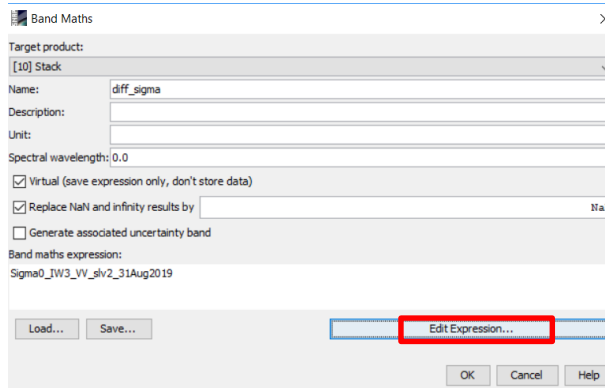 Band Maths
Target product:
[10] Stack
Name: diff_sigma
Description:
Unit:
Spectral wavelength: 0.0
Virtual (save expression only, don't store data)
Replace NaN and infinity results by Na
Generate associated uncertainty band
Band maths expression:
Sigma0_IW3_VV_slv2_31Aug2019
Load... Save... Edit Expression...
OK Cancel Help